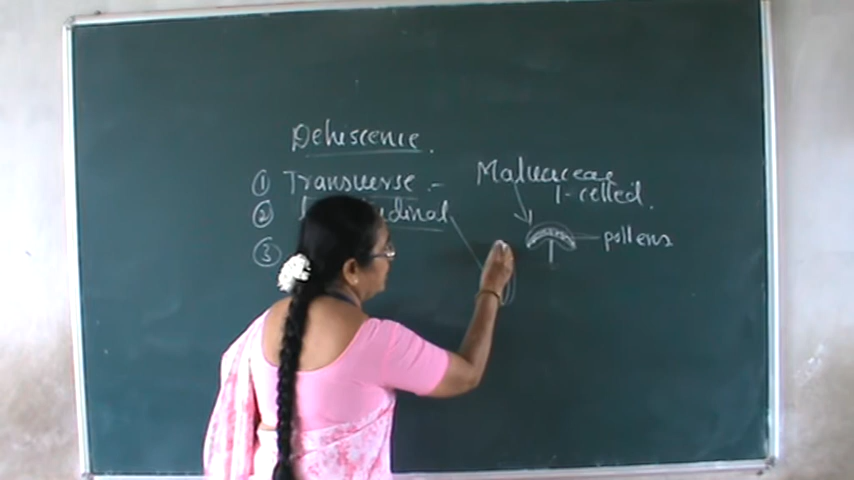 Dehiscence.
① Transverse - Malvaceae
1-celled.
②
③
pollens